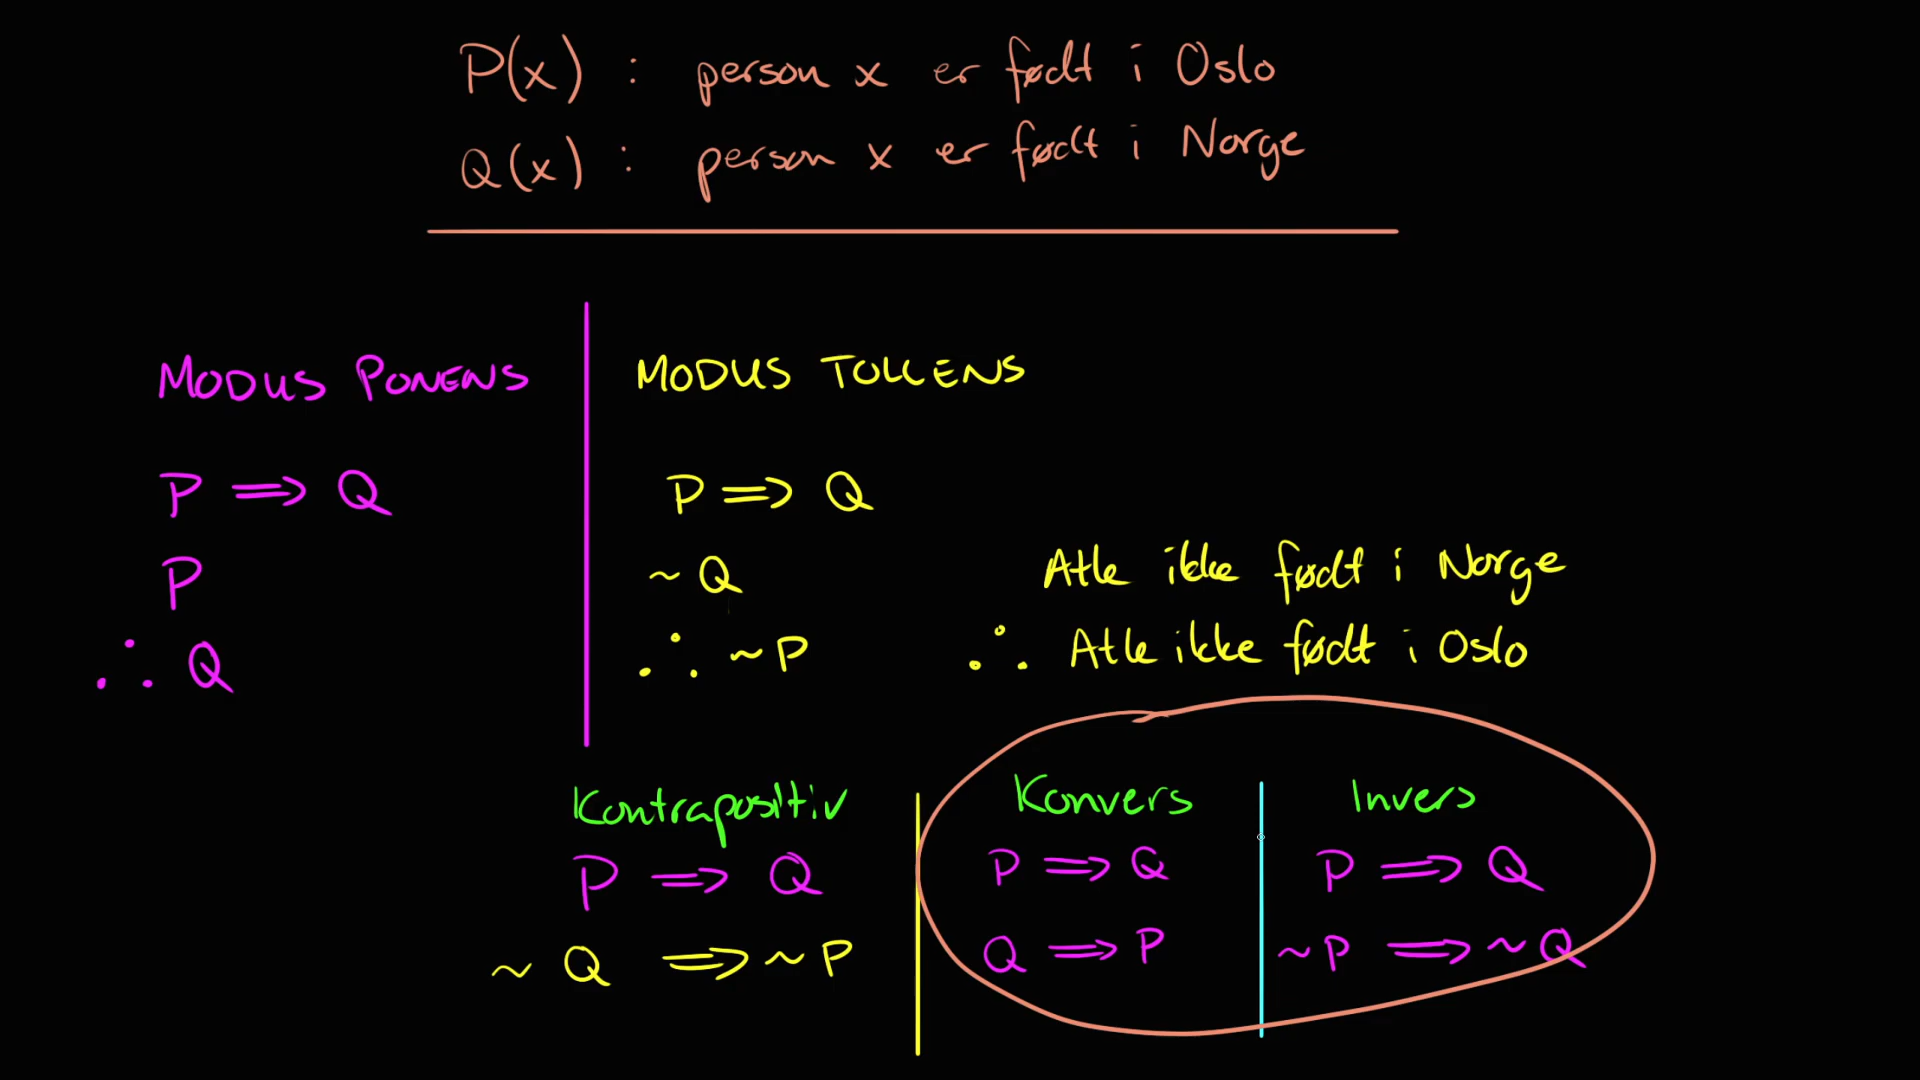 P(x) : person x er født i Oslo
Q(x) : person x er født i Norge
MODUS PONENS
P ⟹ Q
P
∴ Q
MODUS TOLLENS
P ⟹ Q
~Q
∴ ~P
Atle ikke født i Norge
∴ Atle ikke født i Oslo
Kontrapositiv
P ⟹ Q
~Q ⟹ ~P
Konvers
P ⟹ Q
Q ⟹ P
Invers
P ⟹ Q
~P ⟹ ~Q